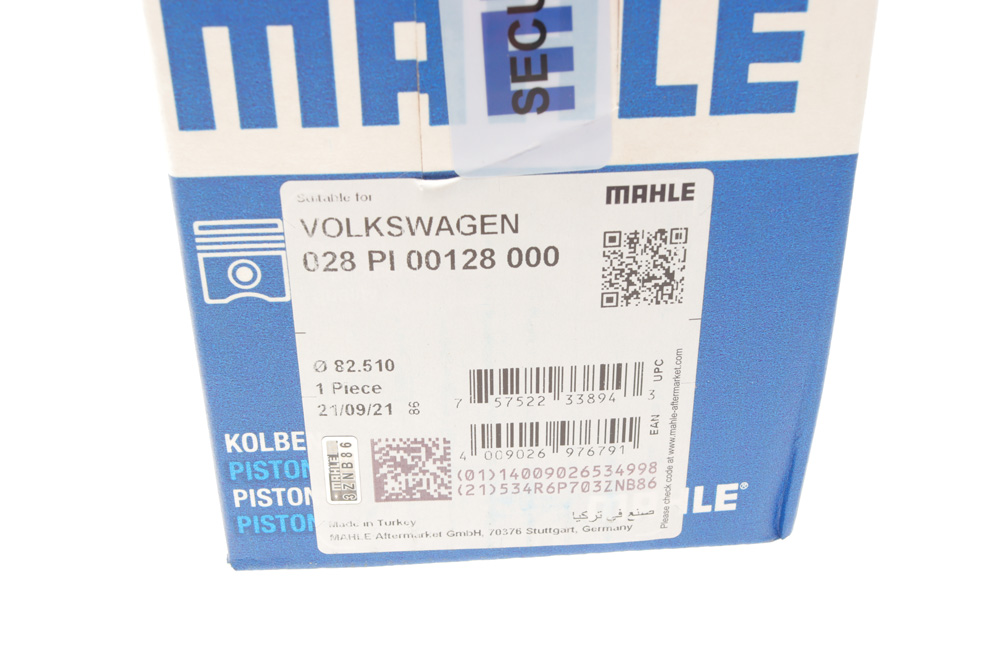 MAHLE
SECU
Suitable for
MAHLE
VOLKSWAGEN
028 PI 00128 000
Ø 82.510
1 Piece
21/09/21 86
7 57522 33894 3 UPC
4 009026 976791 EAN
Please check code at www.mahle-aftermarket.com
(01)14009026534998
(21)534R6P703ZNB86
MAHLE
3ZNB86
KOLBE
PISTON
PISTON
PISTON
HLE®
صنع في تركيا
Made in Turkey
MAHLE Aftermarket GmbH, 70376 Stuttgart, Germany